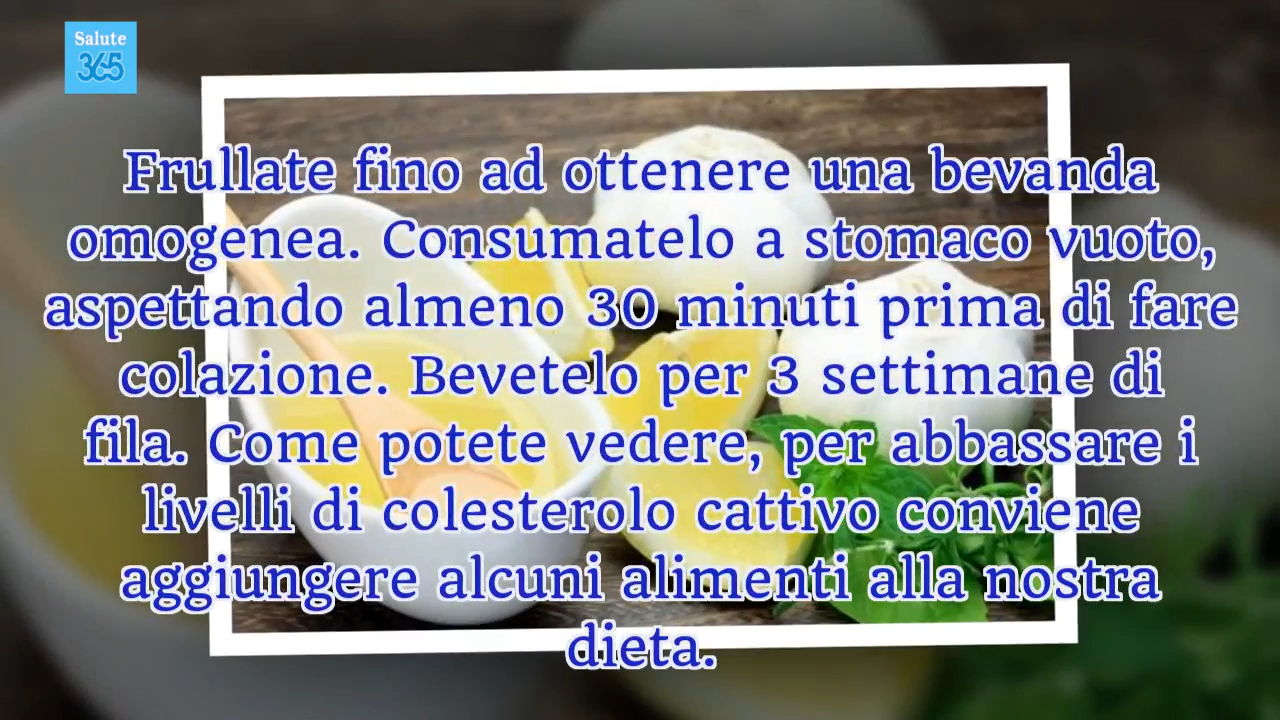 Salute
365
Frullate fino ad ottenere una bevanda
omogenea. Consumatelo a stomaco vuoto,
aspettando almeno 30 minuti prima di fare
colazione. Bevetelo per 3 settimane di
fila. Come potete vedere, per abbassare i
livelli di colesterolo cattivo conviene
aggiungere alcuni alimenti alla nostra
dieta.